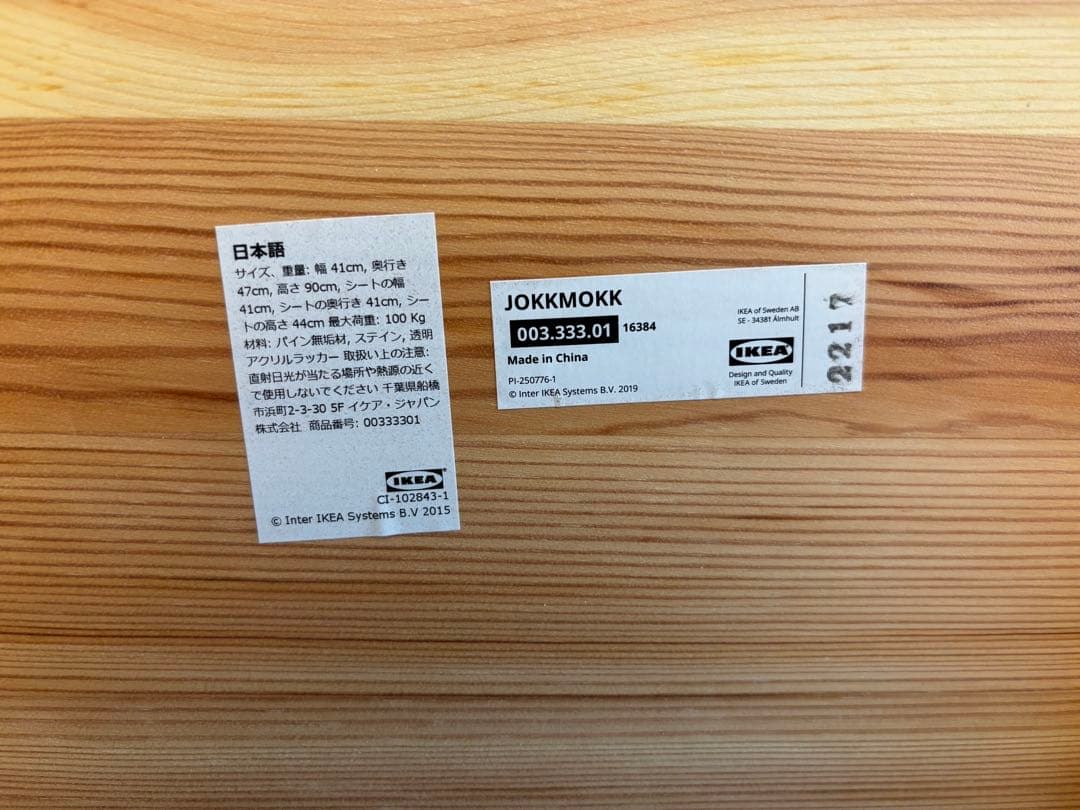 日本語
サイズ、重量: 幅 41cm, 奥行き
47cm, 高さ 90cm, シートの幅
41cm, シートの奥行き 41cm, シー
トの高さ 44cm 最大荷重: 100 Kg
材料: パイン無垢材, ステイン, 透明
アクリルラッカー 取扱い上の注意:
直射日光が当たる場所や熱源の近く
で使用しないでください 千葉県船橋
市浜町2-3-30 5F イケア・ジャパン
株式会社 商品番号: 00333301
IKEA
CI-102843-1
© Inter IKEA Systems B.V 2015
JOKKMOKK
003.333.01 16384
Made in China
PI-250776-1
© Inter IKEA Systems B.V. 2019
IKEA of Sweden AB
SE - 34381 Älmhult
IKEA
Design and Quality
IKEA of Sweden
2217